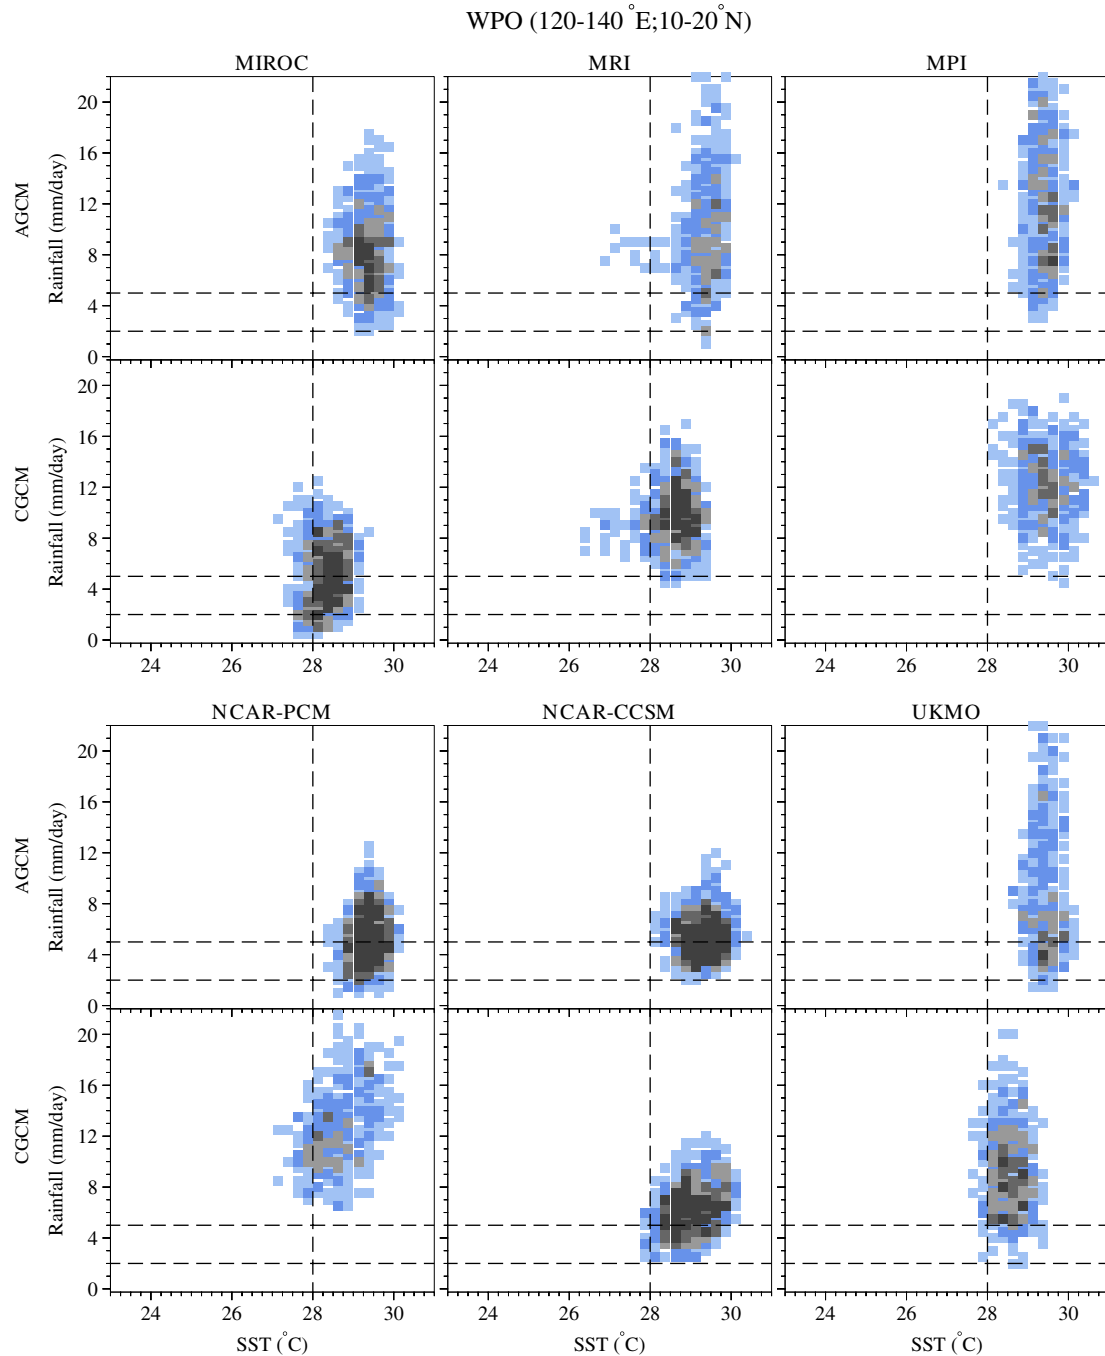 WPO (120-140 °E;10-20°N)
MIROC MRI MPI
AGCM
Rainfall (mm/day)
20
16
12
8
4
0
CGCM
Rainfall (mm/day)
20
16
12
8
4
0
24 26 28 30 24 26 28 30 24 26 28 30
NCAR-PCM NCAR-CCSM UKMO
AGCM
Rainfall (mm/day)
20
16
12
8
4
0
CGCM
Rainfall (mm/day)
20
16
12
8
4
0
24 26 28 30 24 26 28 30 24 26 28 30
SST (°C) SST (°C) SST (°C)